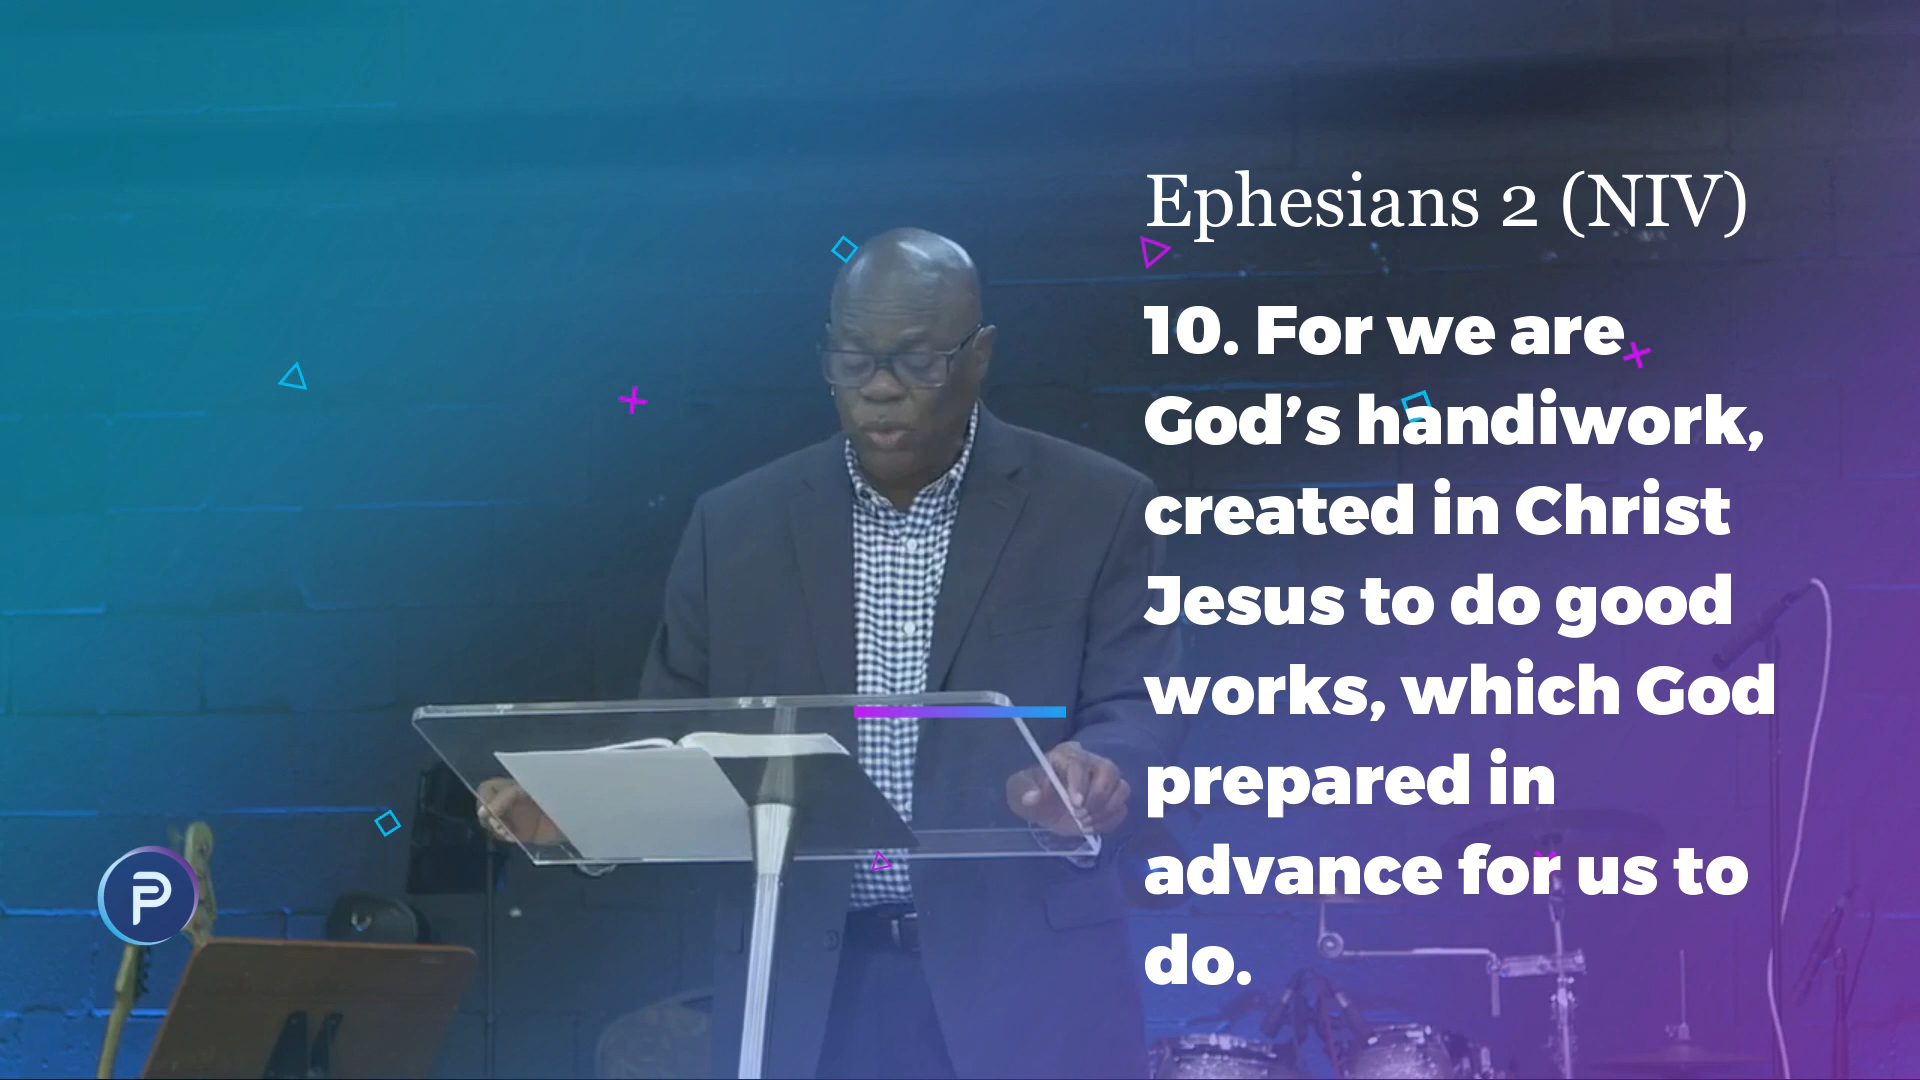 Ephesians 2 (NIV)
10. For we are
God’s handiwork,
created in Christ
Jesus to do good
works, which God
prepared in
advance for us to
do.
P